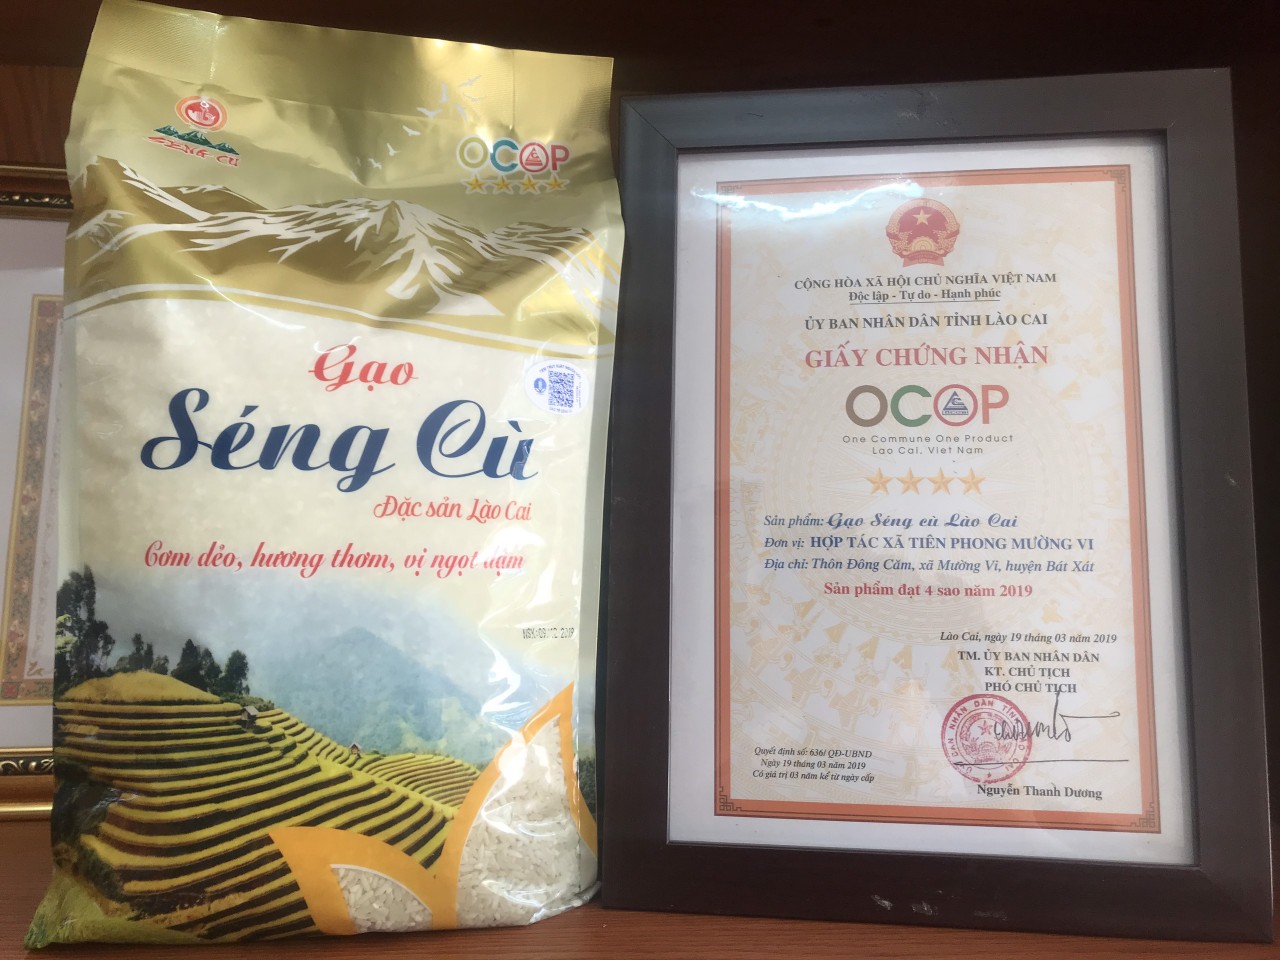 SENG CU
OCOP
Gạo
Séng Cù
Đặc sản Lào Cai
Cơm dẻo, hương thơm, vị ngọt đậm
CỘNG HÒA XÃ HỘI CHỦ NGHĨA VIỆT NAM
Độc lập - Tự do - Hạnh phúc
ỦY BAN NHÂN DÂN TỈNH LÀO CAI
GIẤY CHỨNG NHẬN
OCOP
One Commune One Product
Lao Cai, Viet Nam
Sản phẩm: Gạo Séng cù Lào Cai
Đơn vị: HỢP TÁC XÃ TIÊN PHONG MƯỜNG VI
Địa chỉ: Thôn Đông Căm, xã Mường Vi, huyện Bát Xát
Sản phẩm đạt 4 sao năm 2019
Lào Cai, ngày 19 tháng 03 năm 2019
TM. ỦY BAN NHÂN DÂN
KT. CHỦ TỊCH
PHÓ CHỦ TỊCH
Quyết định số: 636/ QĐ-UBND
Ngày 19 tháng 03 năm 2019
Có giá trị 03 năm kể từ ngày cấp
Nguyễn Thanh Dương